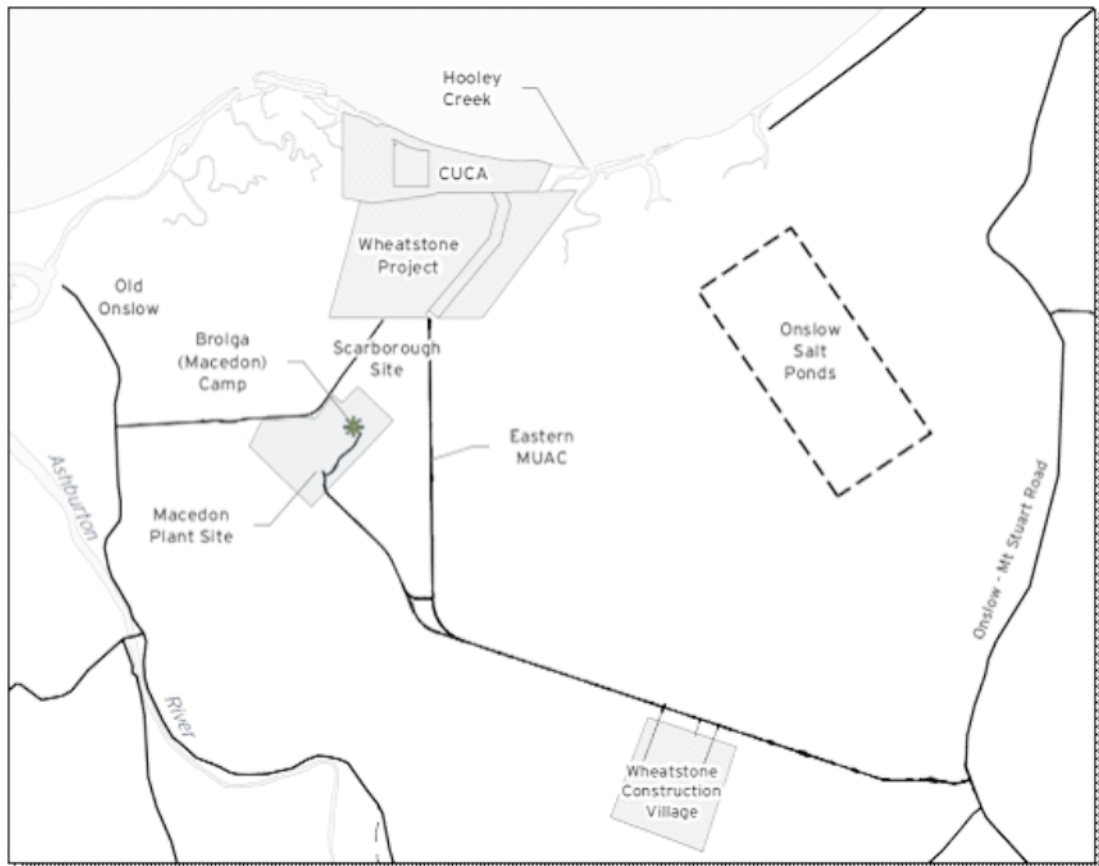 Hooley
Creek
CUCA
Wheatstone
Project
Old
Onslow
Brolga
(Macedon)
Camp
Scarborough
Site
Onslow
Salt
Ponds
Eastern
MUAC
Ashburton
Macedon
Plant Site
Onslow - Mt Stuart Road
River
Wheatstone
Construction
Village